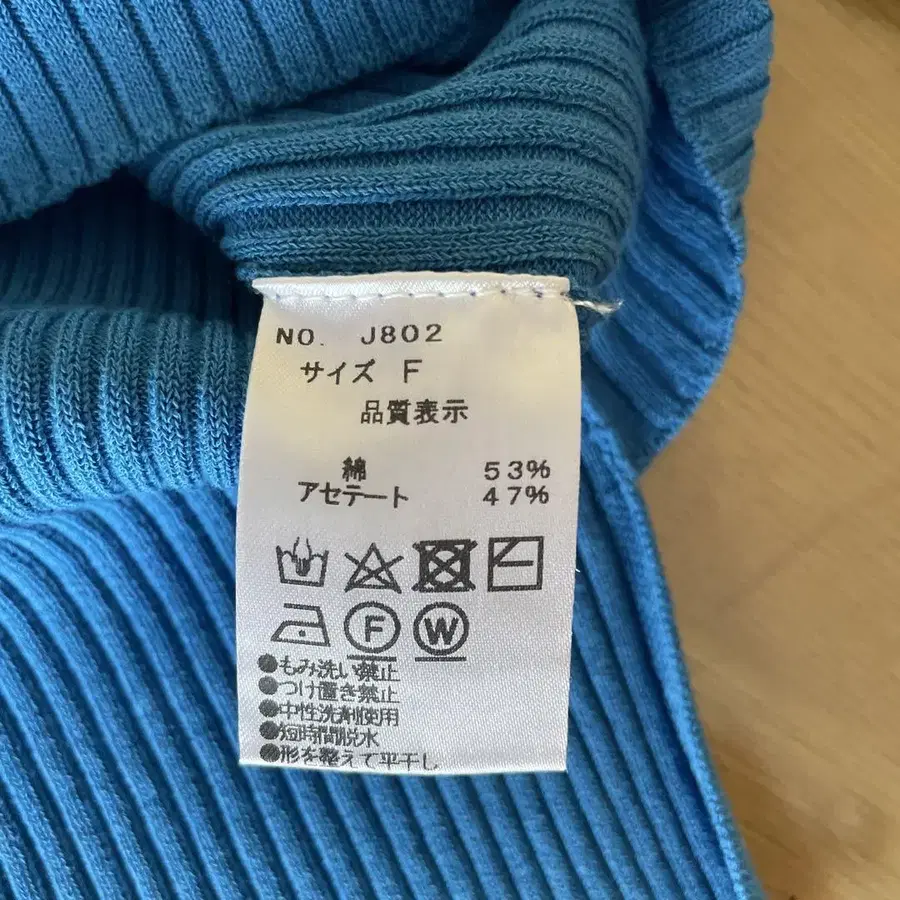 NO. J802
サイズ F
品質表示
綿 53%
アセテート 47%
F W
●もみ洗い禁止
●つけ置き禁止
●中性洗剤使用
●短時間脱水
●形を整えて平干し